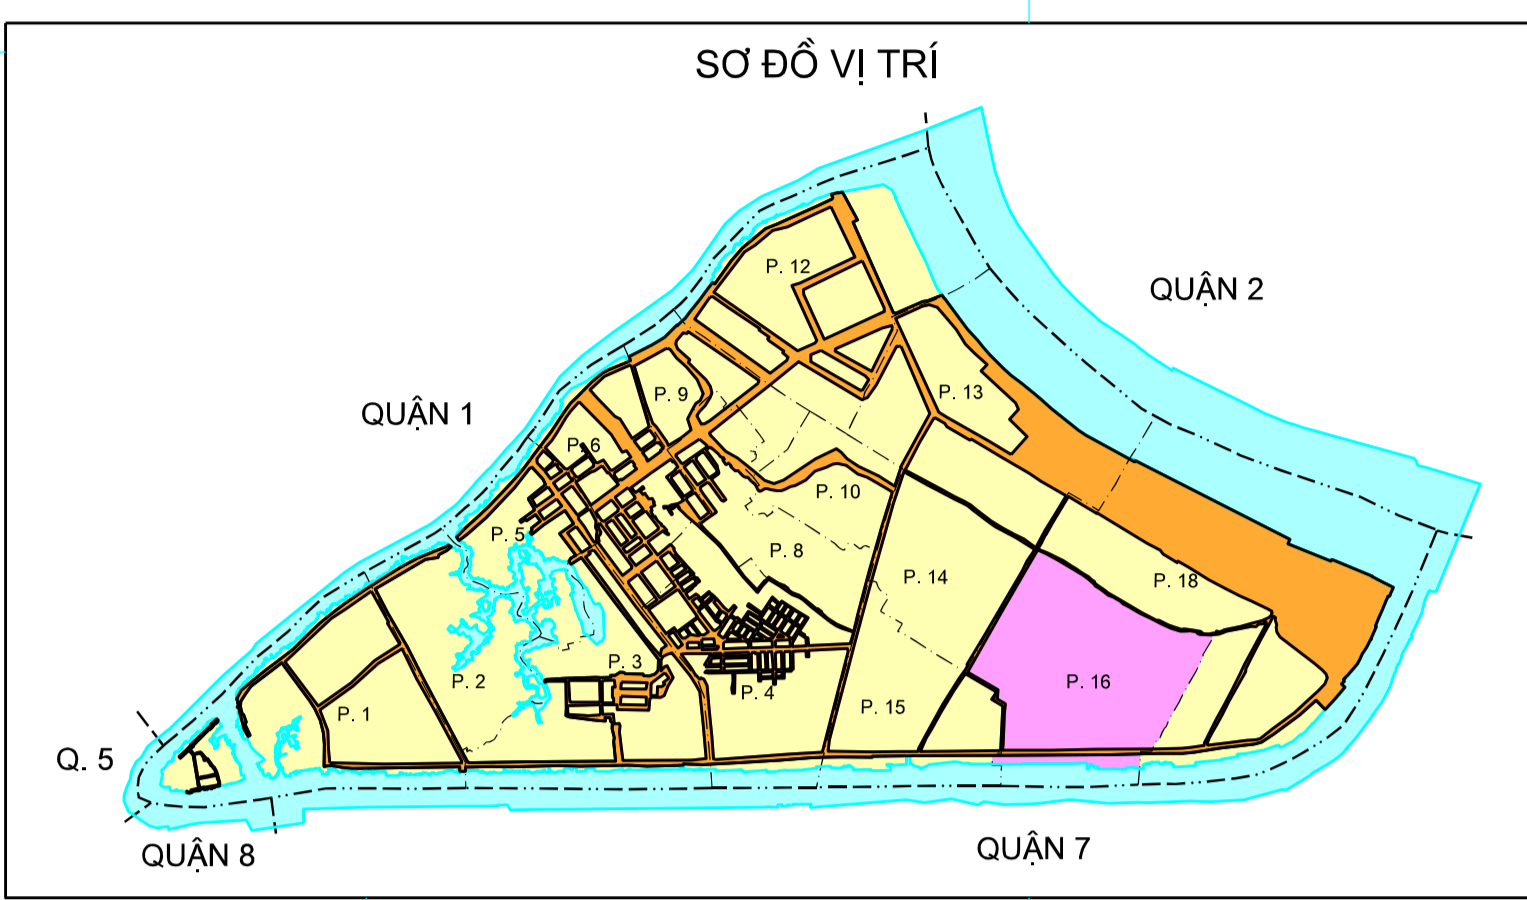 SƠ ĐỒ VỊ TRÍ
P. 12
QUẬN 2
P. 9
P. 13
QUẬN 1
P. 6
P. 10
P. 5
P. 8
P. 14
P. 18
P. 3
P. 2
P. 16
P. 4
P. 15
P. 1
Q. 5
QUẬN 7
QUẬN 8